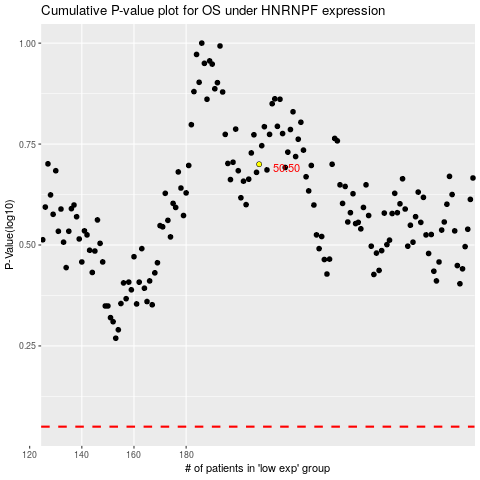 Cumulative P-value plot for OS under HNRNPF expression
P-Value(log10)
1.00
0.75
0.50
0.25
50:50
120 140 160 180
# of patients in 'low exp' group